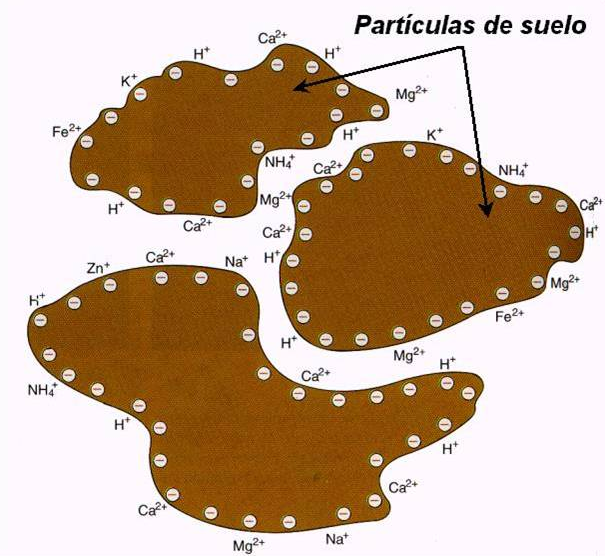 Partículas de suelo
Ca²⁺
H⁺
H⁺
K⁺
Mg²⁺
Fe²⁺
H⁺
K⁺
NH₄⁺
Ca²⁺
NH₄⁺
H⁺
Mg²⁺
Ca²⁺
Ca²⁺
Ca²⁺
H⁺
Zn⁺
Ca²⁺
Na⁺
H⁺
Mg²⁺
H⁺
Fe²⁺
H⁺
Mg²⁺
H⁺
Ca²⁺
NH₄⁺
H⁺
H⁺
Ca²⁺
Ca²⁺
Na⁺
Mg²⁺